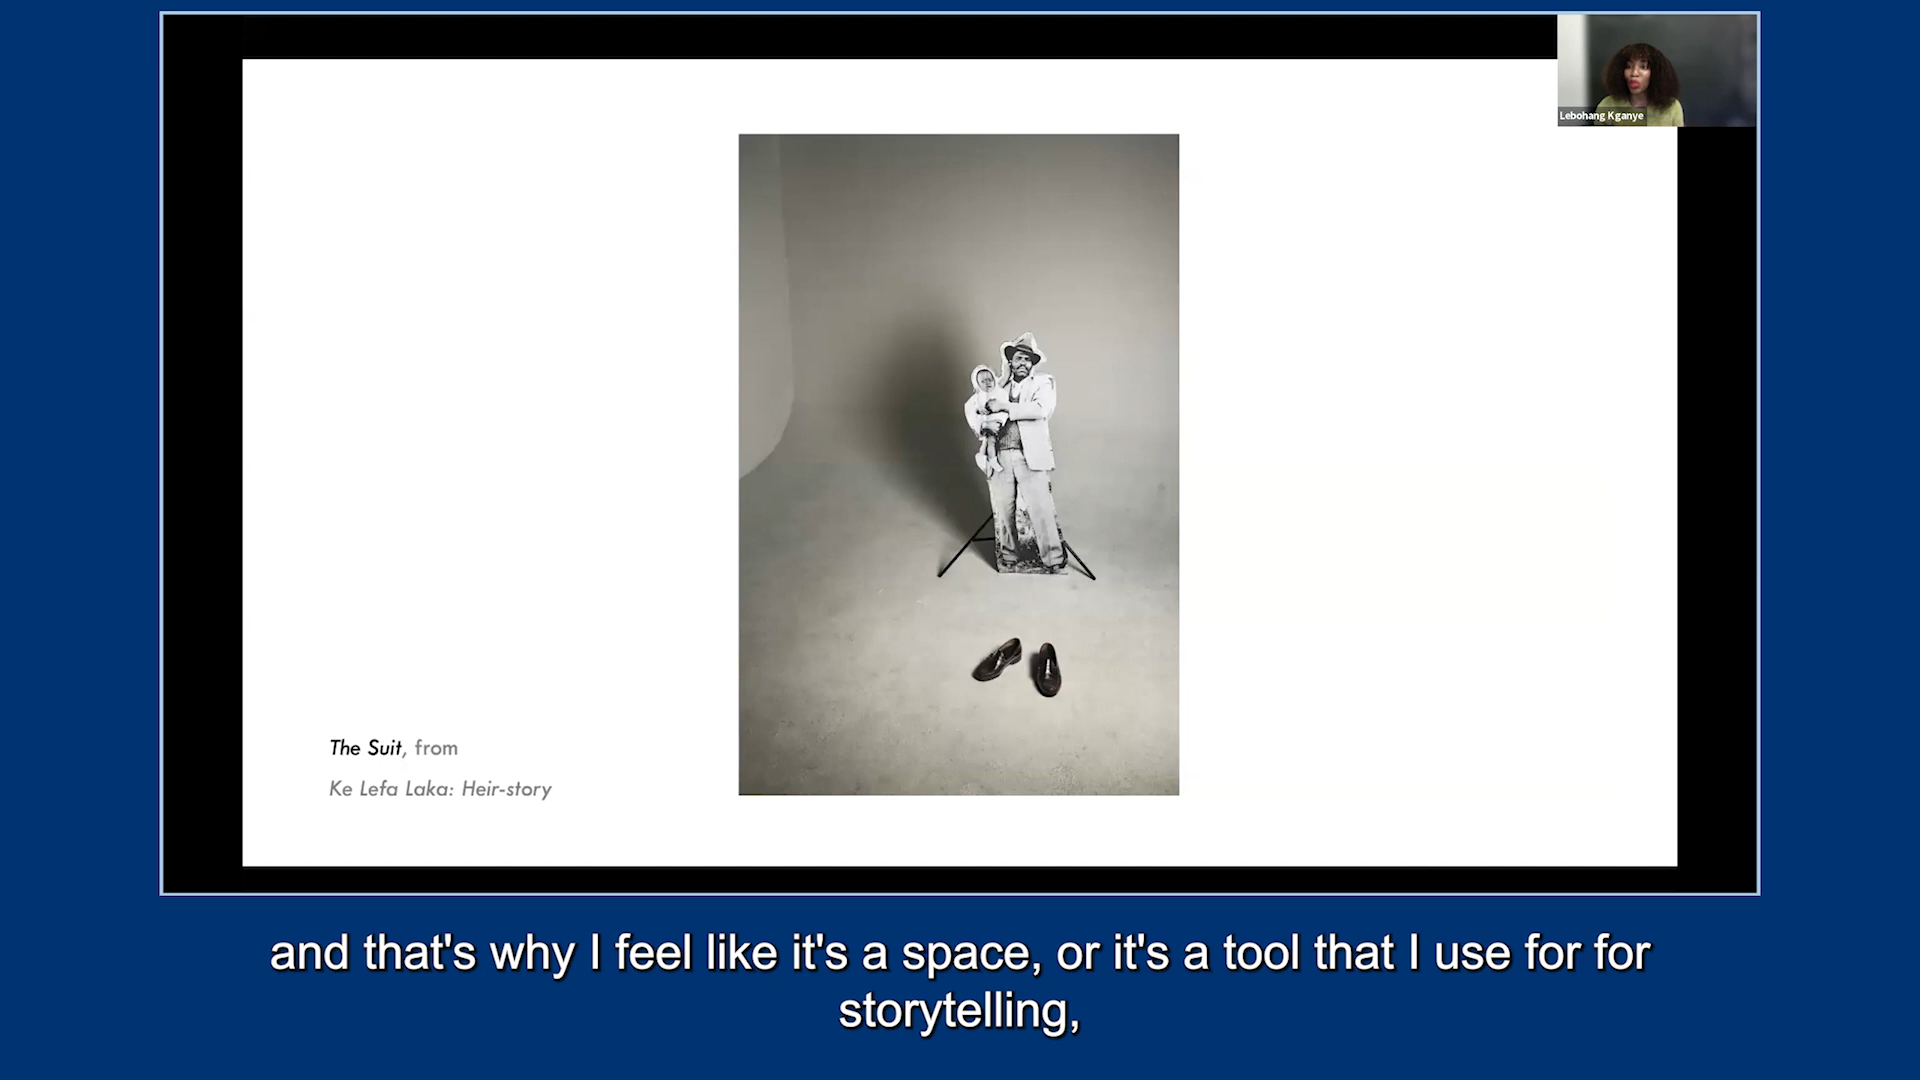 Lebohang Kganye
The Suit, from
Ke Lefa Laka: Heir-story
and that's why I feel like it's a space, or it's a tool that I use for for
storytelling,